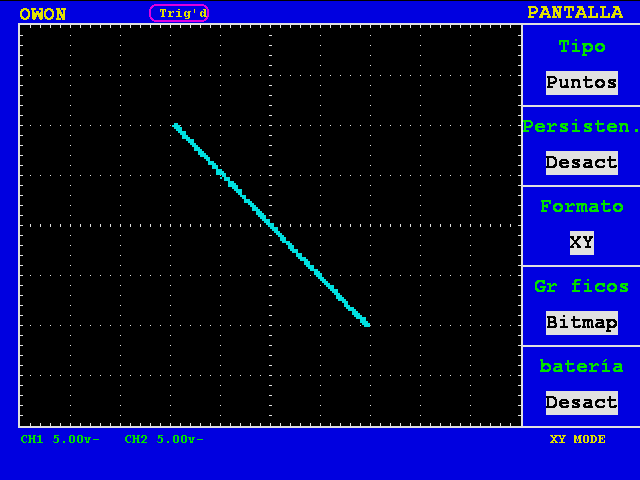 OWON Trig'd PANTALLA
Tipo
Puntos
Persisten.
Desact
Formato
XY
Gr ficos
Bitmap
batería
Desact
CH1 5.00v~ CH2 5.00v~ XY MODE